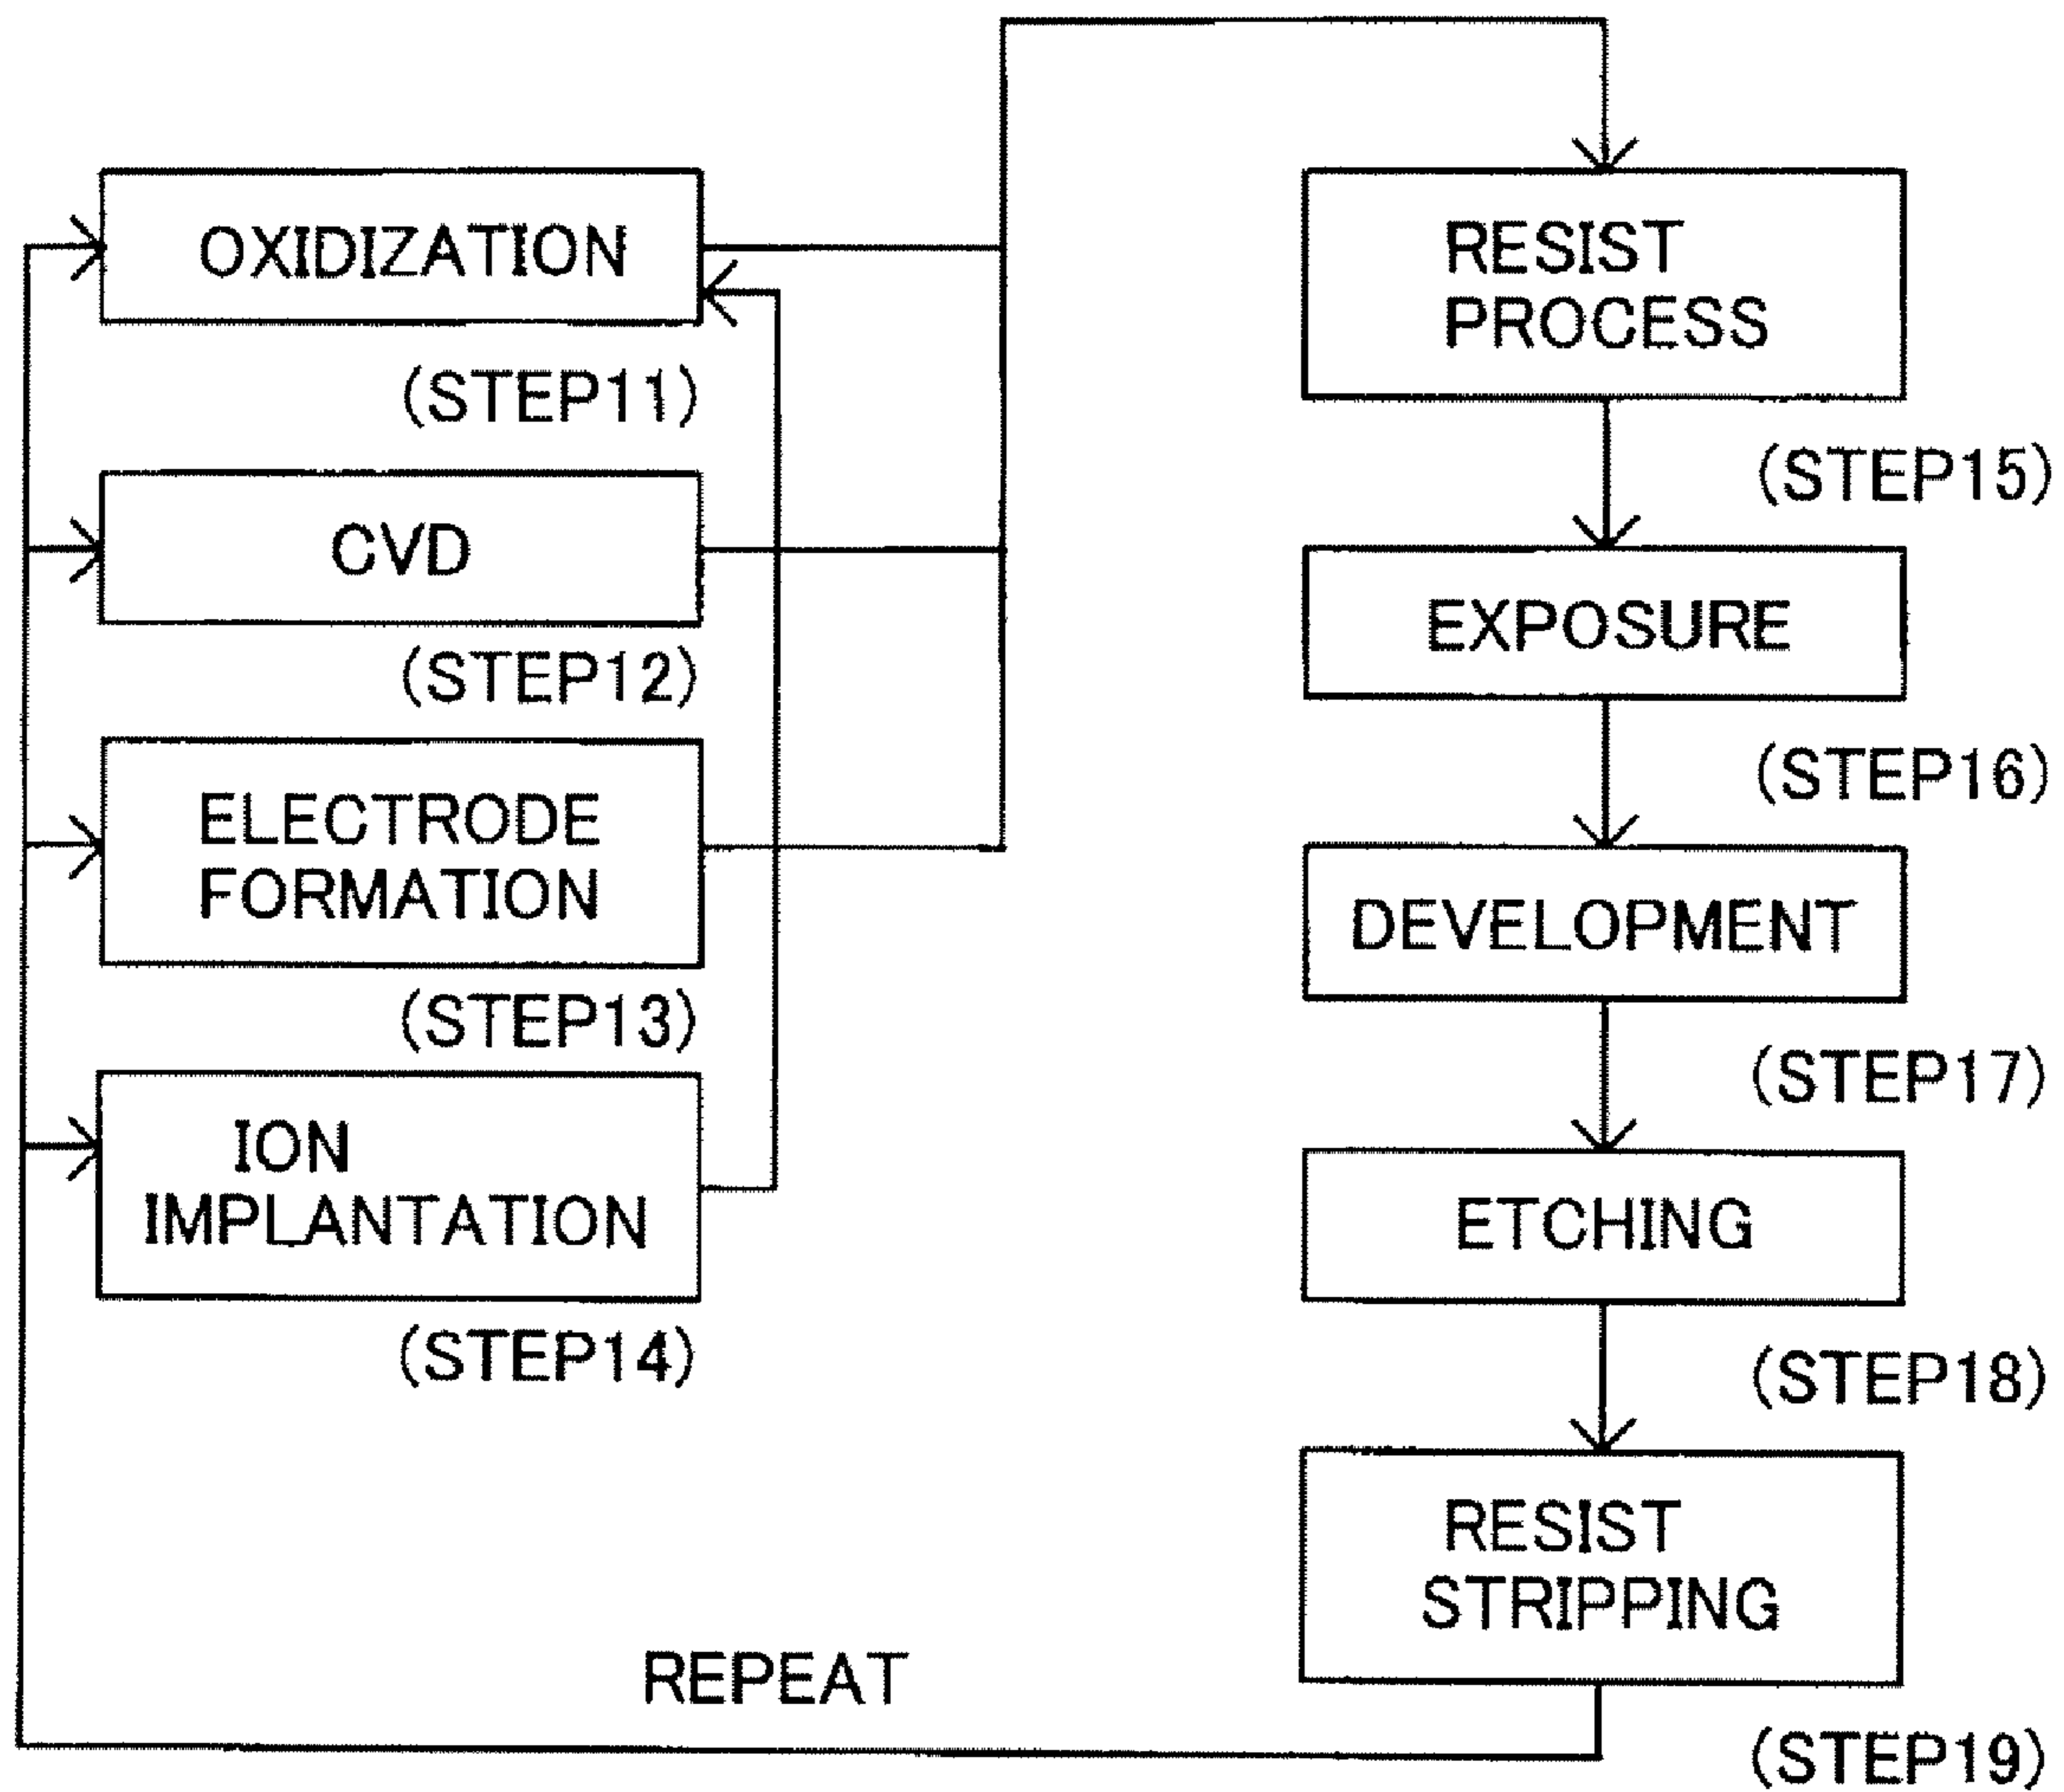 OXIDIZATION
(STEP11)
CVD
(STEP12)
ELECTRODE
FORMATION
(STEP13)
ION
IMPLANTATION
(STEP14)
REPEAT
RESIST
PROCESS
(STEP15)
EXPOSURE
(STEP16)
DEVELOPMENT
(STEP17)
ETCHING
(STEP18)
RESIST
STRIPPING
(STEP19)